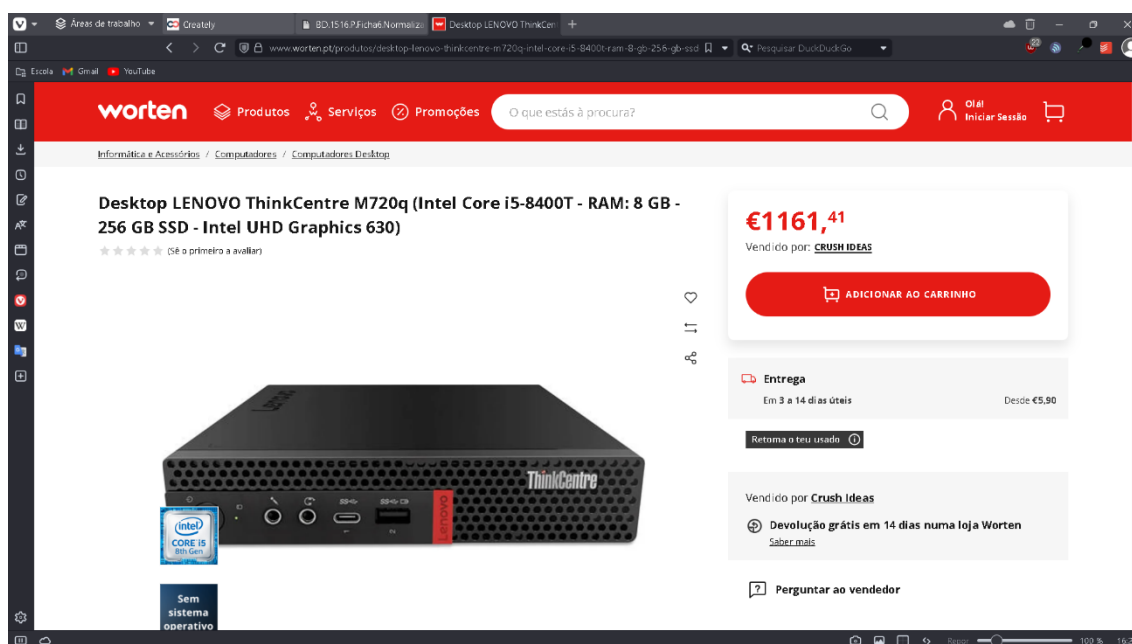 Áreas de trabalho
Creately
BD.1516.P.Ficha6.Normaliza
Desktop LENOVO ThinkCen
www.worten.pt/produtos/desktop-lenovo-thinkcentre-m720q-intel-core-i5-8400t-ram-8-gb-256-gb-ssd
Pesquisar DuckDuckGo
22
Escola
Gmail
YouTube
worten
Produtos
Serviços
Promoções
O que estás à procura?
Olá!
Iniciar Sessão
Informática e Acessórios / Computadores / Computadores Desktop
Desktop LENOVO ThinkCentre M720q (Intel Core i5-8400T - RAM: 8 GB -
256 GB SSD - Intel UHD Graphics 630)
(Sê o primeiro a avaliar)
€1161,41
Vendido por: CRUSH IDEAS
ADICIONAR AO CARRINHO
Entrega
Em 3 a 14 dias úteis
Desde €5,90
Retoma o teu usado
Vendido por Crush Ideas
Devolução grátis em 14 dias numa loja Worten
Saber mais
Perguntar ao vendedor
Lenovo
ThinkCentre
Lenovo
intel
CORE i5
8th Gen
Sem
sistema
operativo
Repor
100 %